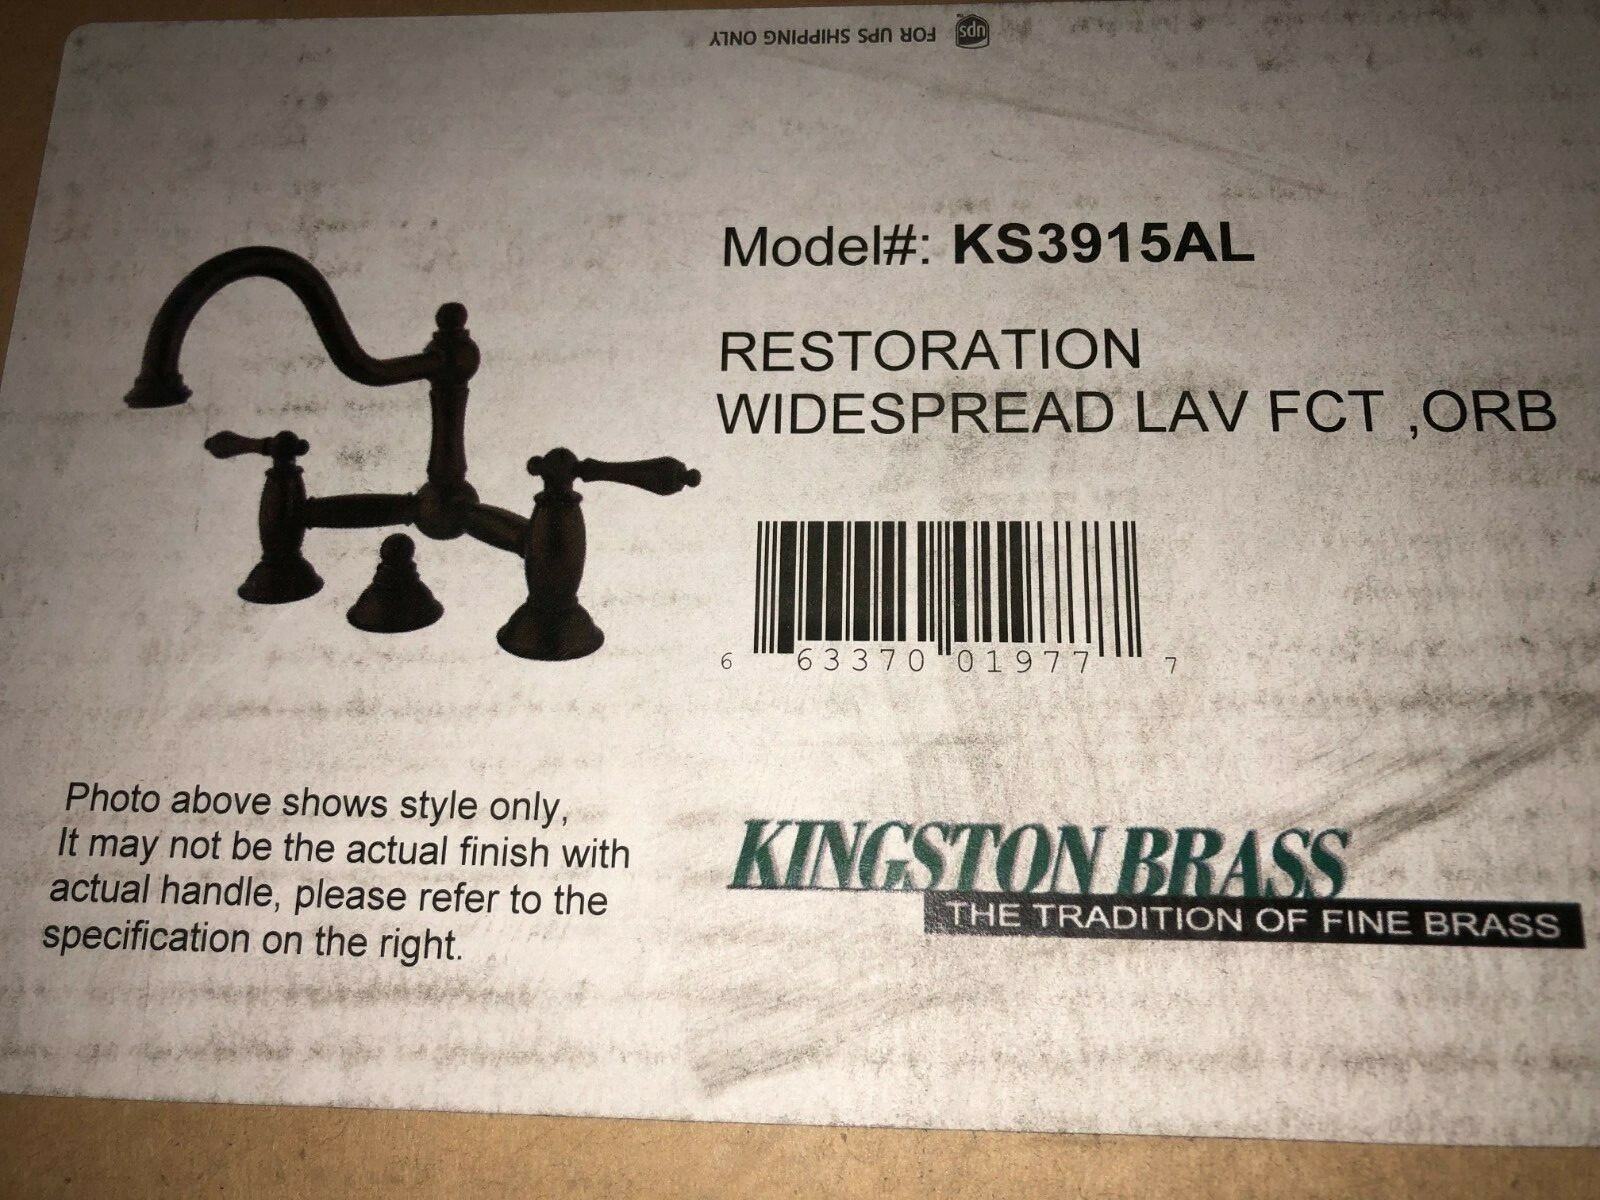 FOR UPS SHIPPING ONLY ups
Model#: KS3915AL
RESTORATION
WIDESPREAD LAV FCT ,ORB
6 63370 01977 7
Photo above shows style only,
It may not be the actual finish with
actual handle, please refer to the
specification on the right.
KINGSTON BRASS
THE TRADITION OF FINE BRASS